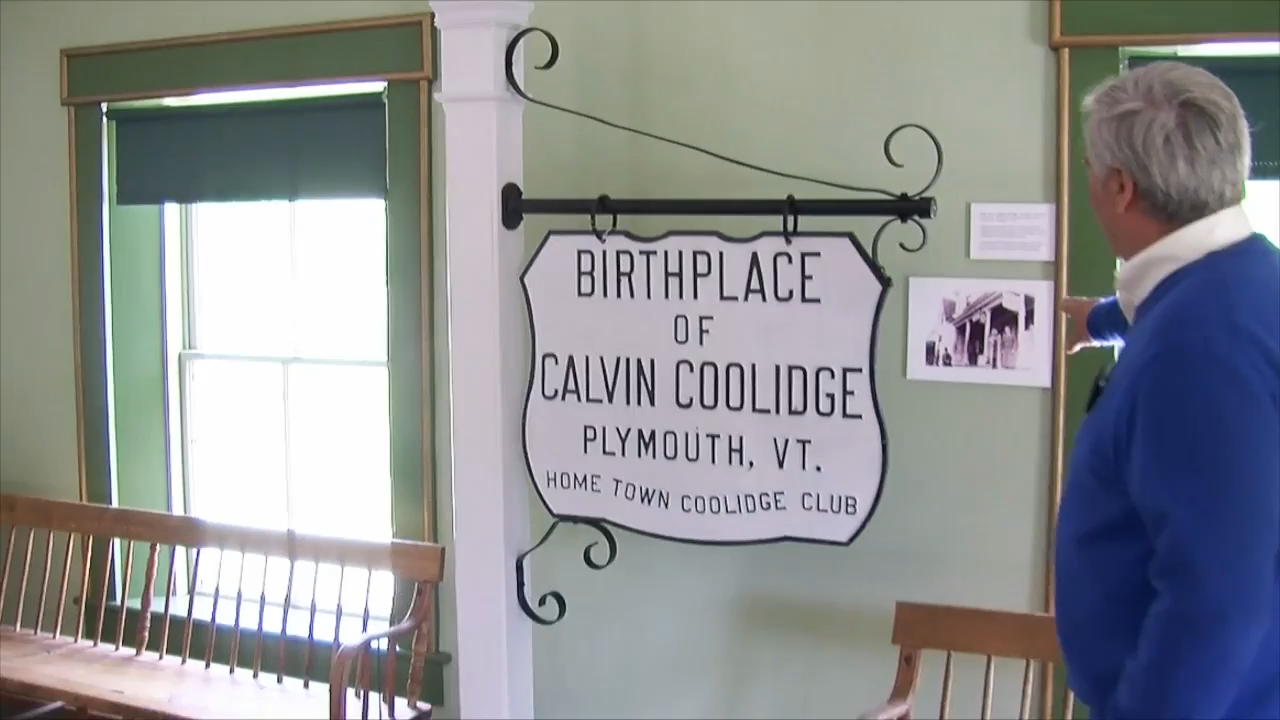 BIRTHPLACE
OF
CALVIN COOLIDGE
PLYMOUTH, VT.
HOME TOWN COOLIDGE CLUB